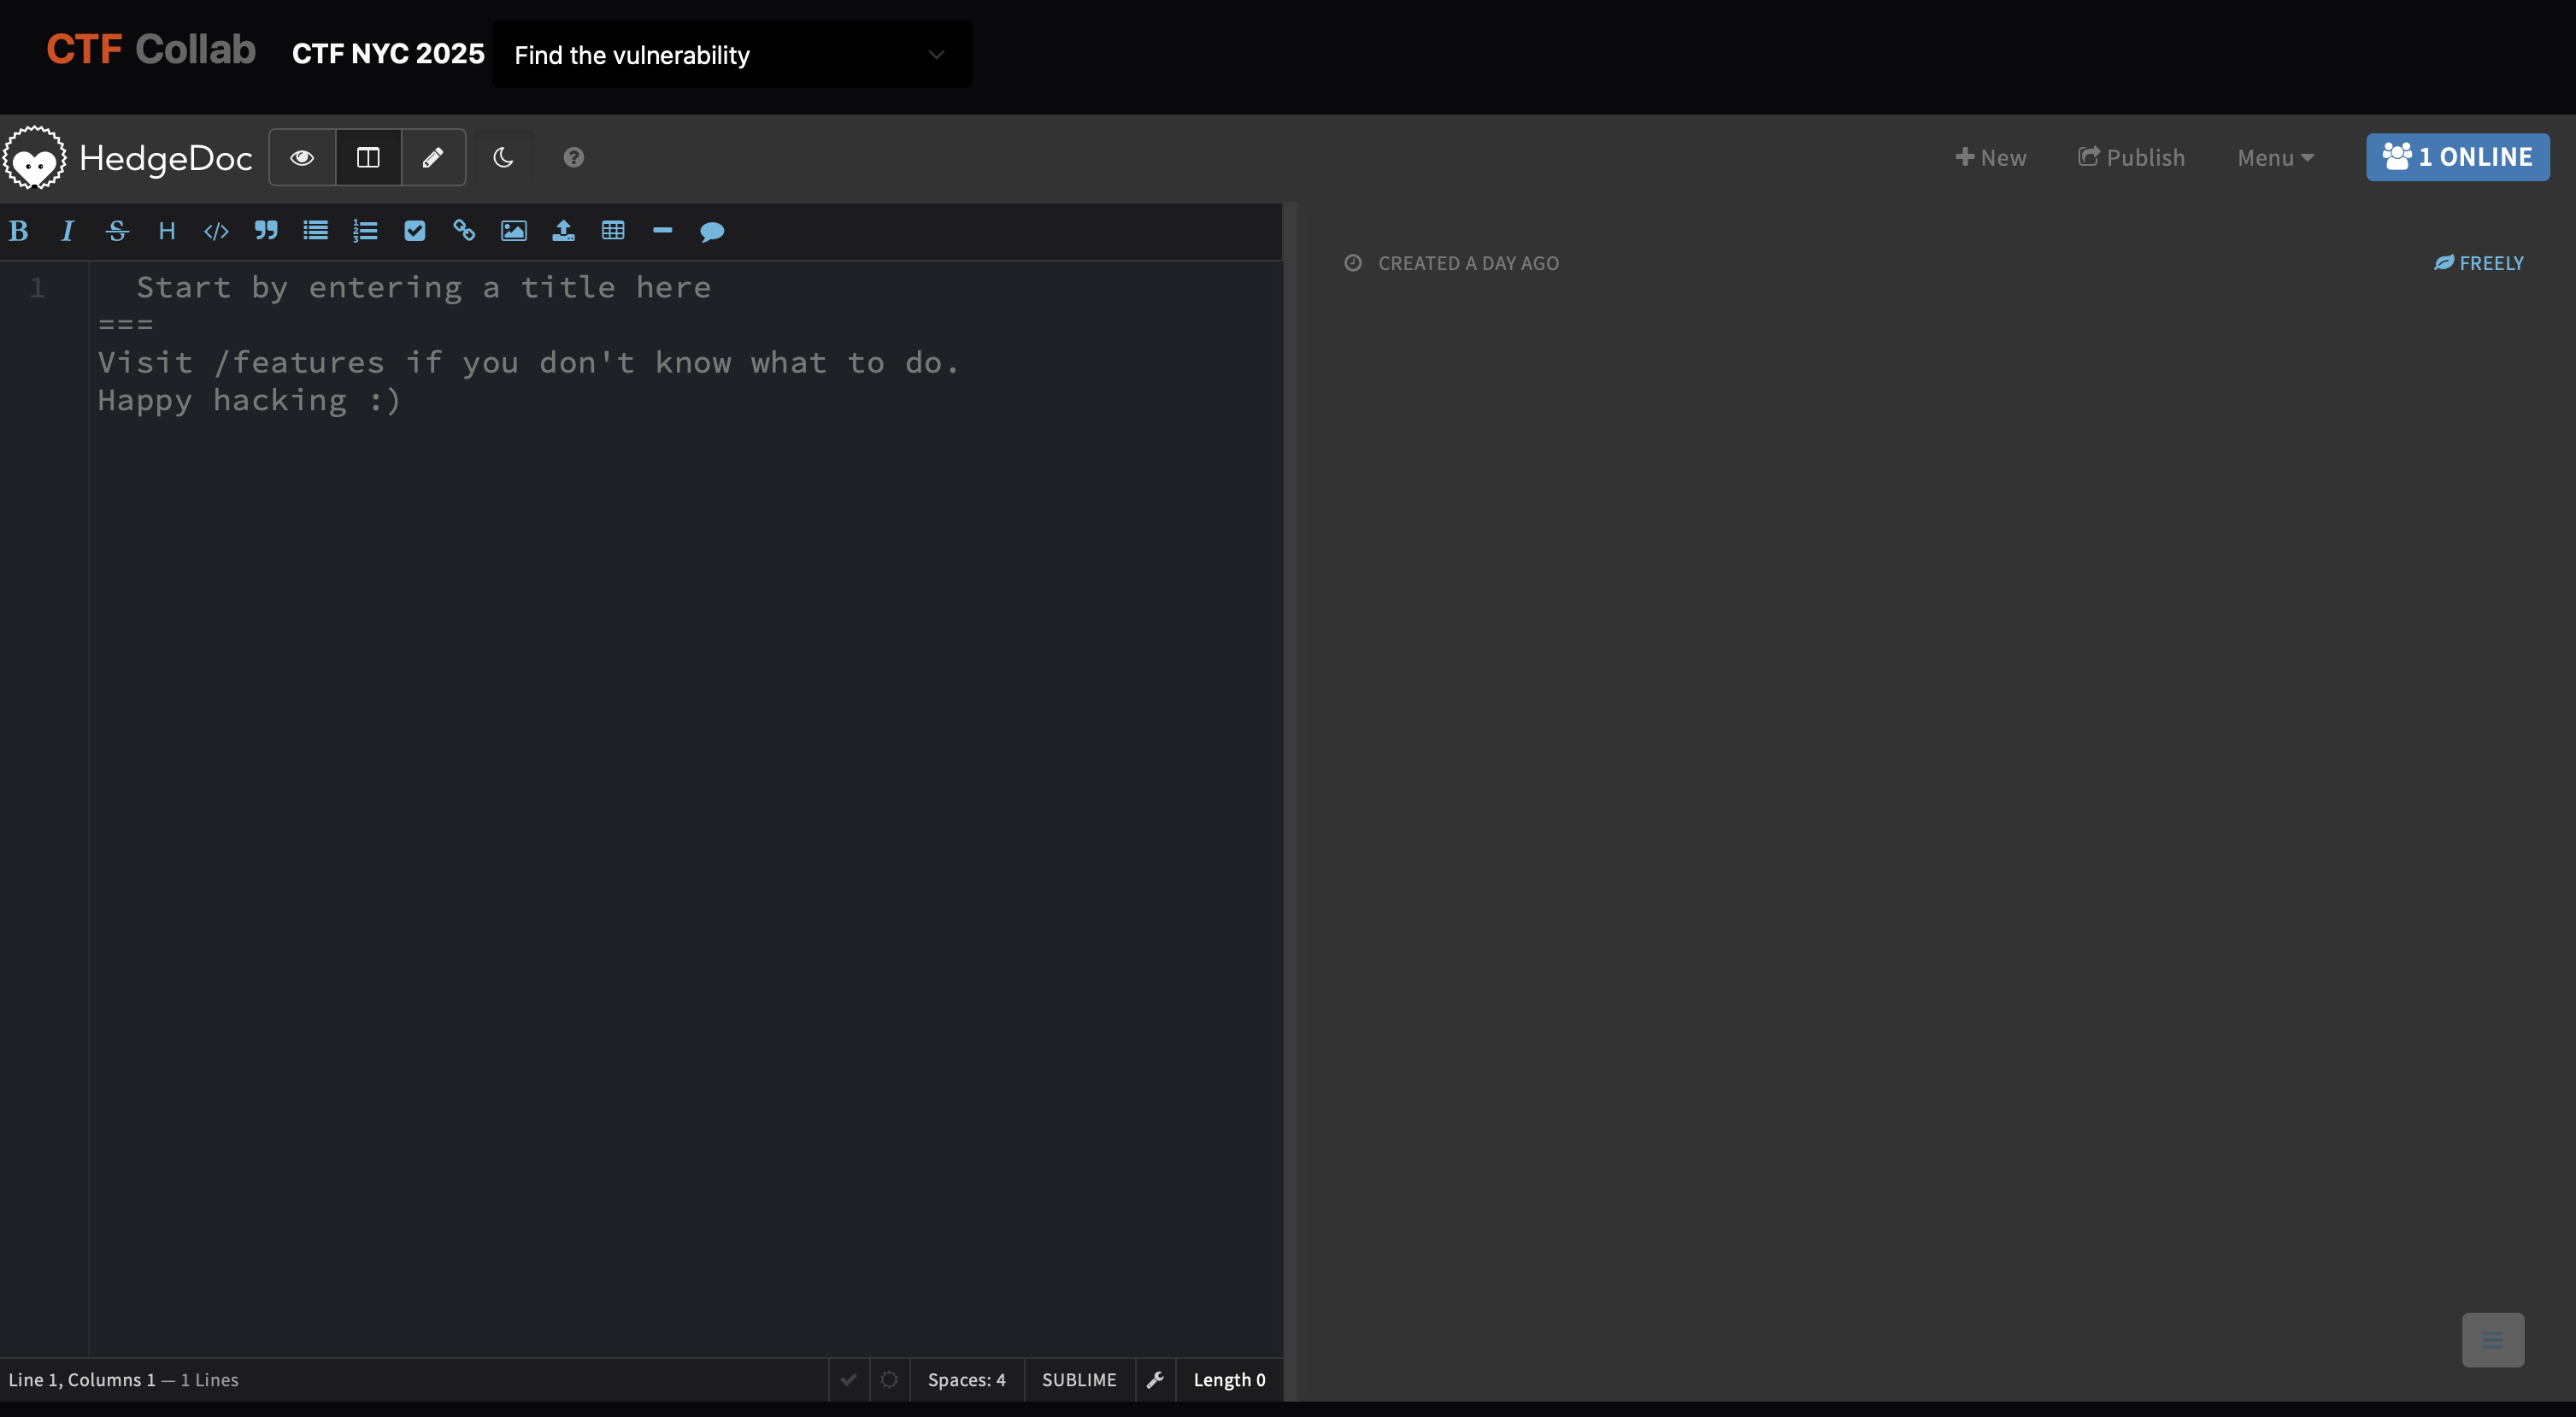 CTF Collab CTF NYC 2025 Find the vulnerability
HedgeDoc New Publish Menu 1 ONLINE
B I S H </>
CREATED A DAY AGO FREELY
1 Start by entering a title here
===
Visit /features if you don't know what to do.
Happy hacking :)
Line 1, Columns 1 — 1 Lines Spaces: 4 SUBLIME Length 0